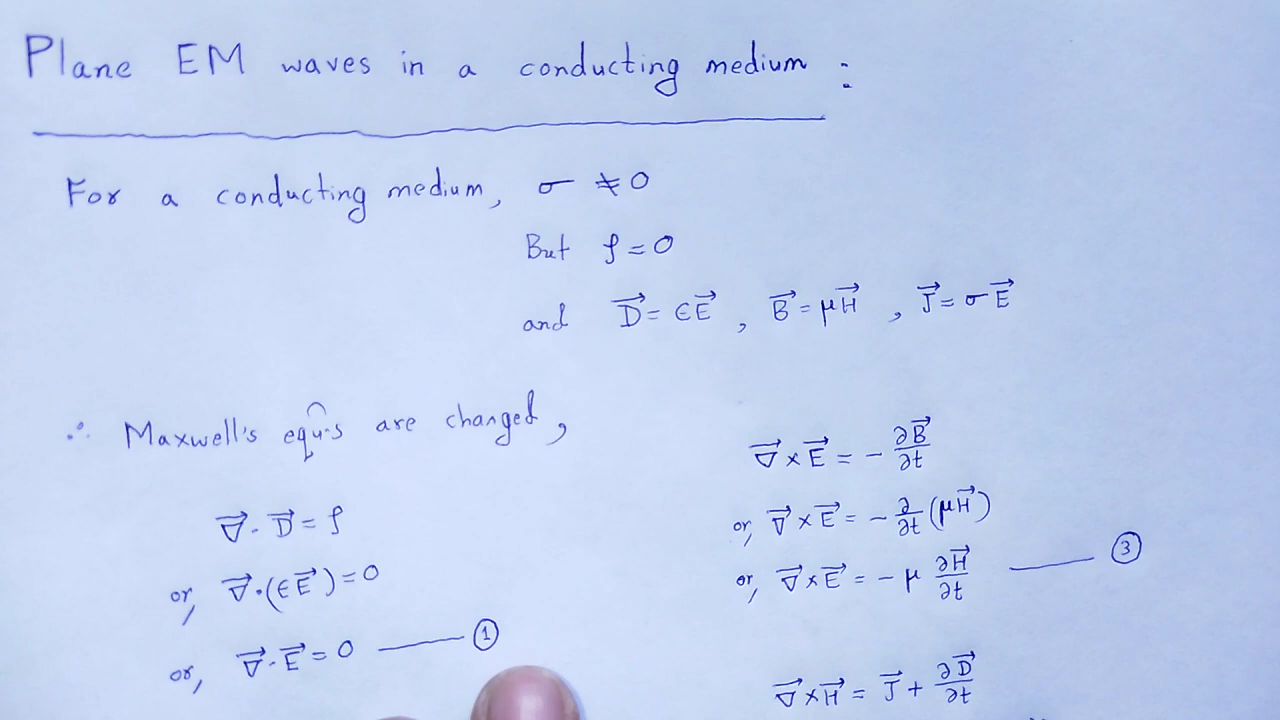 Plane EM waves in a conducting medium :
For a conducting medium, σ ≠ 0
But ρ = 0
and D⃗ = ϵE⃗ , B⃗ = μH⃗ , J⃗ = σE⃗
∴ Maxwell's equ.s are changed,
∇⃗ · D⃗ = ρ
or, ∇⃗ · (ϵE⃗) = 0
or, ∇⃗ · E⃗ = 0 —— ①
∇⃗ × E⃗ = - ∂B⃗/∂t
or, ∇⃗ × E⃗ = - ∂/∂t (μH⃗)
or, ∇⃗ × E⃗ = - μ ∂H⃗/∂t —— ③
∇⃗ × H⃗ = J⃗ + ∂D⃗/∂t